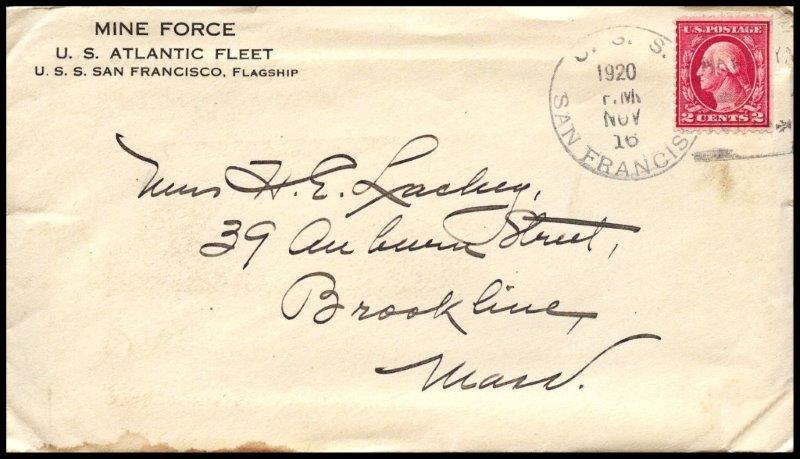 MINE FORCE
U. S. ATLANTIC FLEET
U. S. S. SAN FRANCISCO, FLAGSHIP
U. S. S.
1920
P.M.
NOV
16
SAN FRANCIS
U.S. POSTAGE
2 CENTS 2
H. E. Lackey,
39 Auburn Street,
Brookline,
Mass.